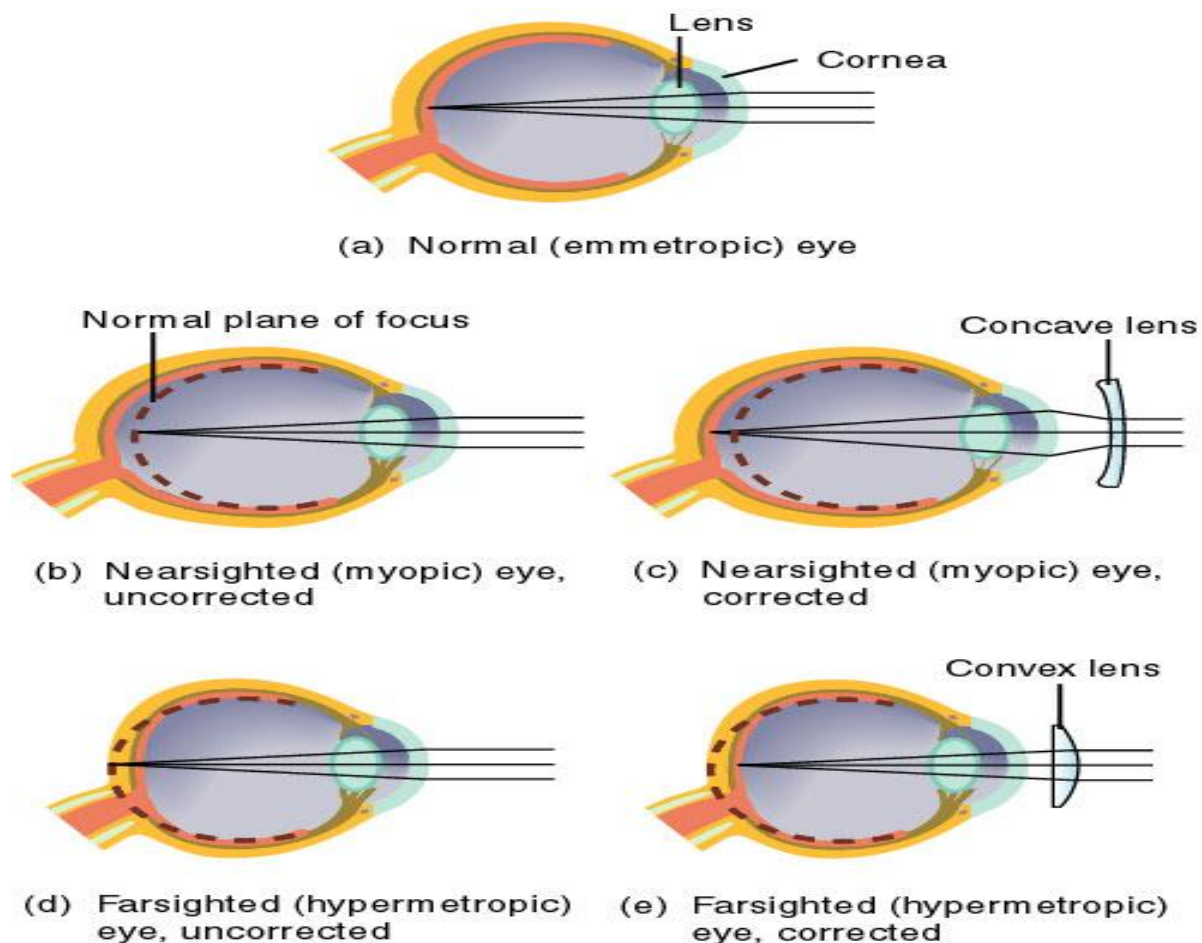 Lens
Cornea
(a) Normal (emmetropic) eye
Normal plane of focus
Concave lens
(b) Nearsighted (myopic) eye,
uncorrected
(c) Nearsighted (myopic) eye,
corrected
Convex lens
(d) Farsighted (hypermetropic)
eye, uncorrected
(e) Farsighted (hypermetropic)
eye, corrected